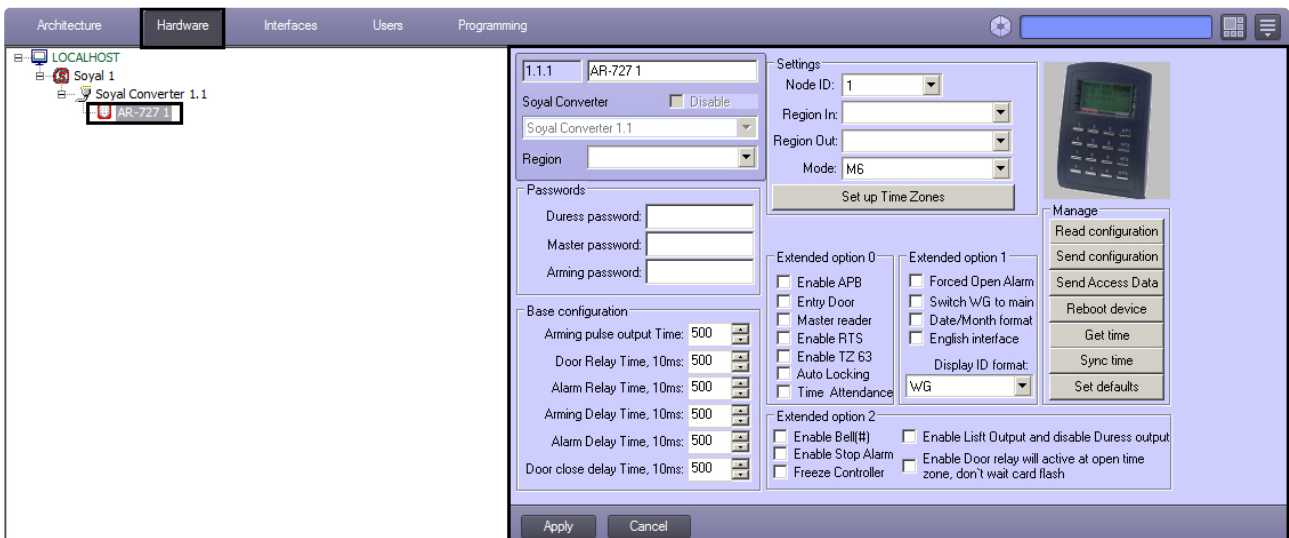 Architecture Hardware Interfaces Users Programming
LOCALHOST
Soyal 1
Soyal Converter 1.1
AR-727 1
1.1.1 AR-727 1
Soyal Converter Disable
Soyal Converter 1.1
Region
Passwords
Duress password:
Master password:
Arming password:
Base configuration
Arming pulse output Time: 500
Door Relay Time, 10ms: 500
Alarm Relay Time, 10ms: 500
Arming Delay Time, 10ms: 500
Alarm Delay Time, 10ms: 500
Door close delay Time, 10ms: 500
Settings
Node ID: 1
Region In:
Region Out:
Mode: M6
Set up Time Zones
Extended option 0
Enable APB
Entry Door
Master reader
Enable RTS
Enable TZ 63
Auto Locking
Time Attendance
Extended option 1
Forced Open Alarm
Switch WG to main
Date/Month format
English interface
Display ID format:
WG
Manage
Read configuration
Send configuration
Send Access Data
Reboot device
Get time
Sync time
Set defaults
Extended option 2
Enable Bell(#)
Enable Stop Alarm
Freeze Controller
Enable Lisft Output and disable Duress output
Enable Door relay will active at open time
zone, don`t wait card flash
Apply Cancel